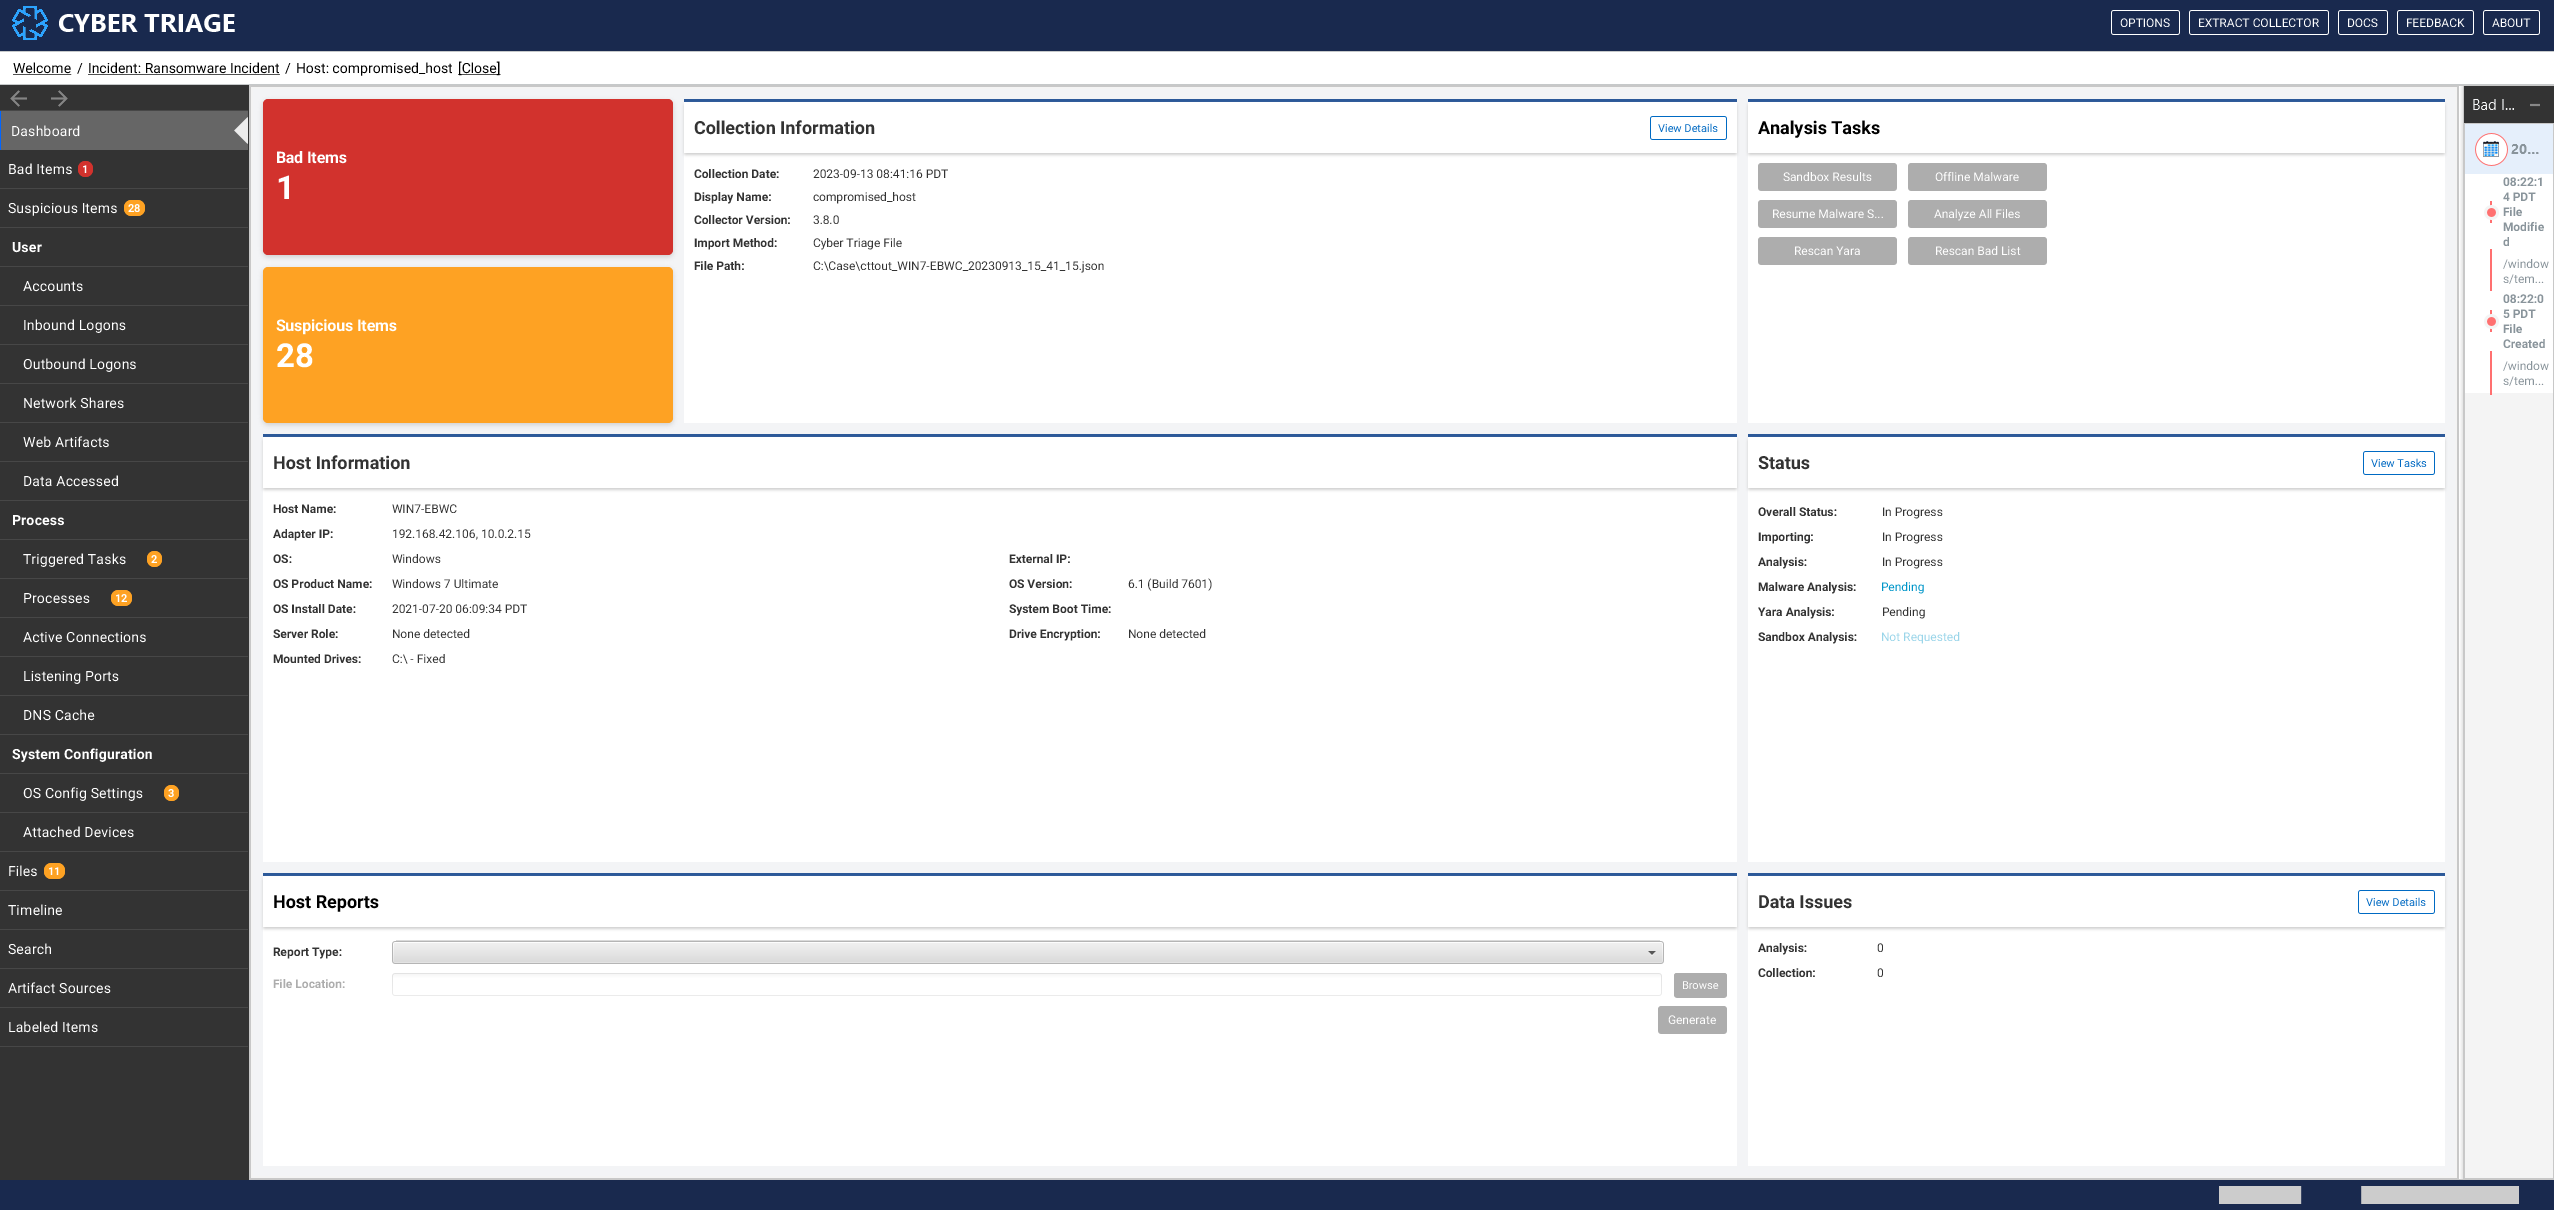 CYBER TRIAGE
OPTIONS
EXTRACT COLLECTOR
DOCS
FEEDBACK
ABOUT
Welcome / Incident: Ransomware Incident / Host: compromised_host [Close]
Dashboard
Bad Items 1
Suspicious Items 28
User
Accounts
Inbound Logons
Outbound Logons
Network Shares
Web Artifacts
Data Accessed
Process
Triggered Tasks 2
Processes 12
Active Connections
Listening Ports
DNS Cache
System Configuration
OS Config Settings 3
Attached Devices
Files 11
Timeline
Search
Artifact Sources
Labeled Items
Bad Items
1
Suspicious Items
28
Collection Information
View Details
Collection Date: 2023-09-13 08:41:16 PDT
Display Name: compromised_host
Collector Version: 3.8.0
Import Method: Cyber Triage File
File Path: C:\Case\cttout_WIN7-EBWC_20230913_15_41_15.json
Analysis Tasks
Sandbox Results
Offline Malware
Resume Malware S...
Analyze All Files
Rescan Yara
Rescan Bad List
Host Information
Host Name: WIN7-EBWC
Adapter IP: 192.168.42.106, 10.0.2.15
OS: Windows
External IP:
OS Product Name: Windows 7 Ultimate
OS Version: 6.1 (Build 7601)
OS Install Date: 2021-07-20 06:09:34 PDT
System Boot Time:
Server Role: None detected
Drive Encryption: None detected
Mounted Drives: C:\ - Fixed
Status
View Tasks
Overall Status: In Progress
Importing: In Progress
Analysis: In Progress
Malware Analysis: Pending
Yara Analysis: Pending
Sandbox Analysis: Not Requested
Host Reports
Report Type:
File Location:
Browse
Generate
Data Issues
View Details
Analysis: 0
Collection: 0
Bad I...
20...
08:22:1
4 PDT
File
Modifie
d
/window
s/tem...
08:22:0
5 PDT
File
Created
/window
s/tem...